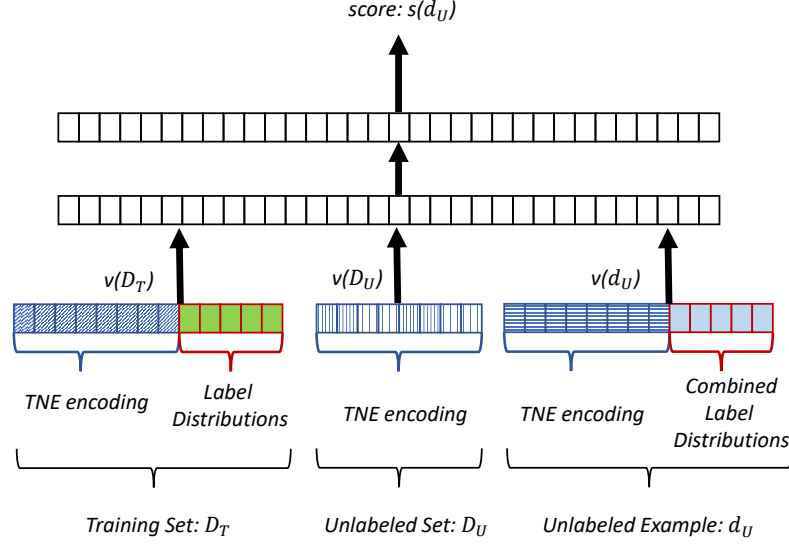 score: s(d_U)
v(D_T)
v(D_U)
v(d_U)
TNE encoding
Label
Distributions
TNE encoding
TNE encoding
Combined
Label
Distributions
Training Set: D_T
Unlabeled Set: D_U
Unlabeled Example: d_U